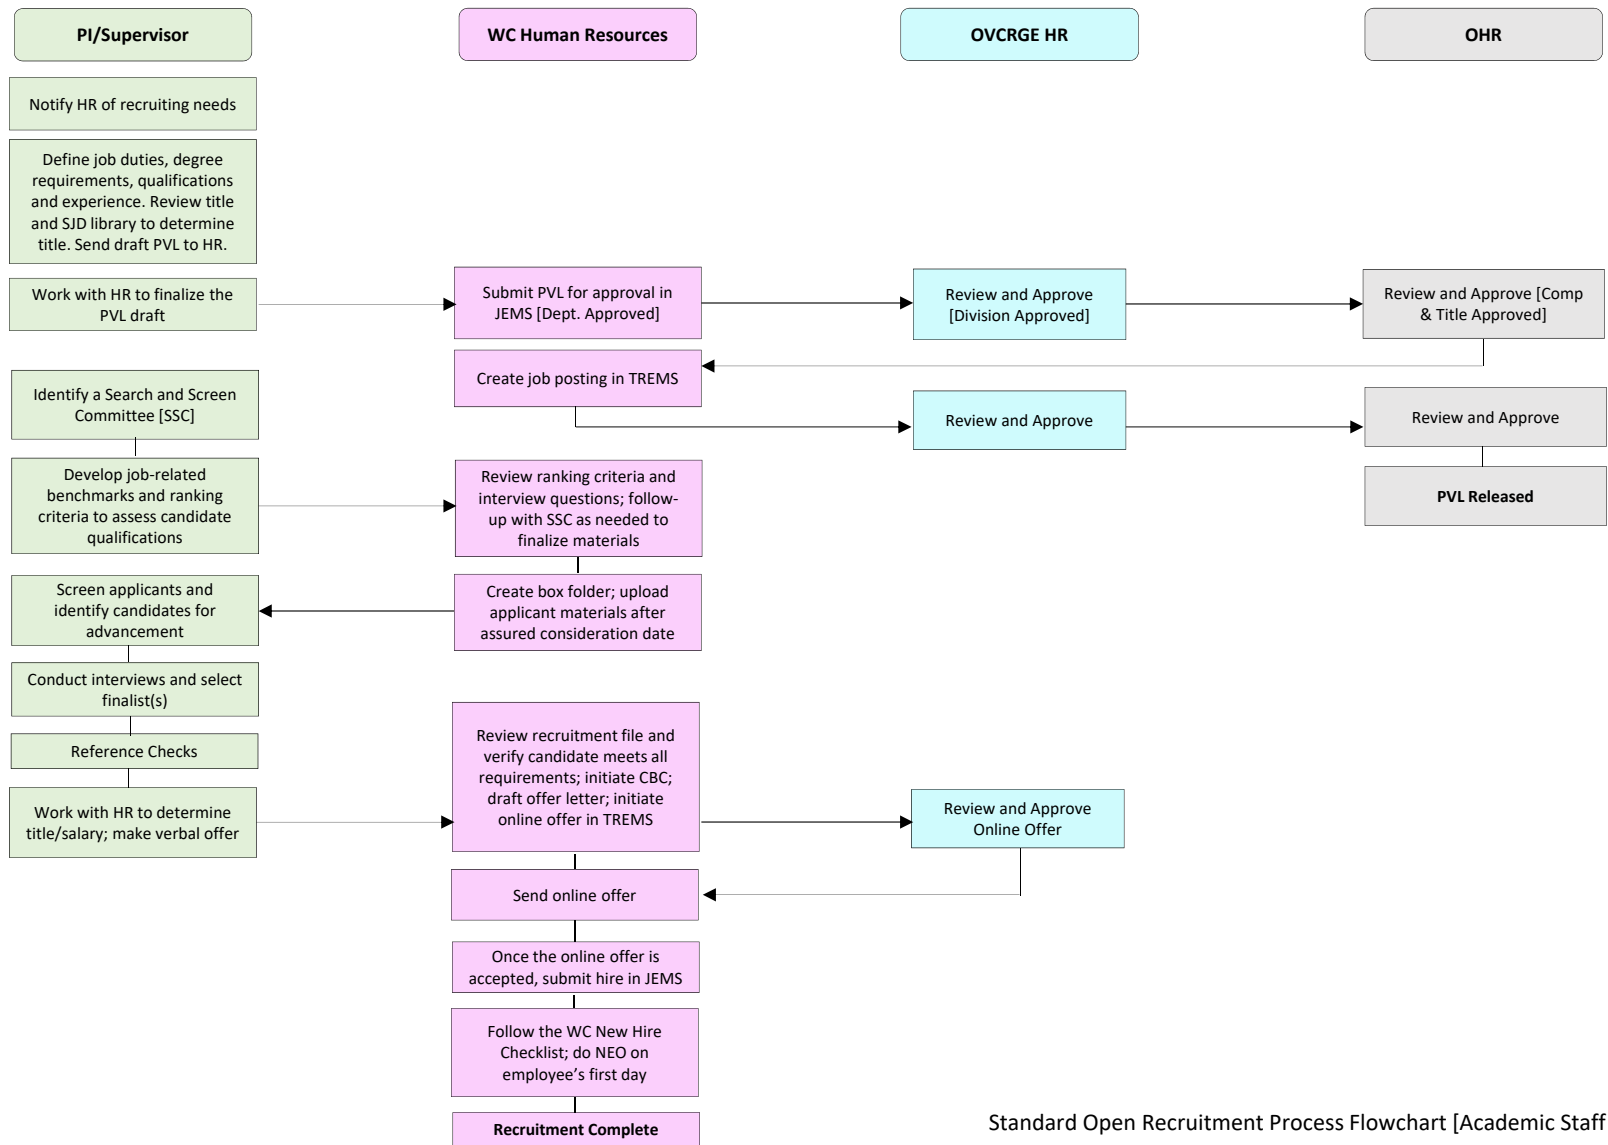 PI/Supervisor
WC Human Resources
OVCRGE HR
OHR
Notify HR of recruiting needs
Define job duties, degree
requirements, qualifications
and experience. Review title
and SJD library to determine
title. Send draft PVL to HR.
Work with HR to finalize the
PVL draft
Submit PVL for approval in
JEMS [Dept. Approved]
Review and Approve
[Division Approved]
Review and Approve [Comp
& Title Approved]
Create job posting in TREMS
Review and Approve
Review and Approve
PVL Released
Identify a Search and Screen
Committee [SSC]
Develop job-related
benchmarks and ranking
criteria to assess candidate
qualifications
Review ranking criteria and
interview questions; follow-
up with SSC as needed to
finalize materials
Create box folder; upload
applicant materials after
assured consideration date
Screen applicants and
identify candidates for
advancement
Conduct interviews and select
finalist(s)
Reference Checks
Work with HR to determine
title/salary; make verbal offer
Review recruitment file and
verify candidate meets all
requirements; initiate CBC;
draft offer letter; initiate
online offer in TREMS
Review and Approve
Online Offer
Send online offer
Once the online offer is
accepted, submit hire in JEMS
Follow the WC New Hire
Checklist; do NEO on
employee’s first day
Recruitment Complete
Standard Open Recruitment Process Flowchart [Academic Staff